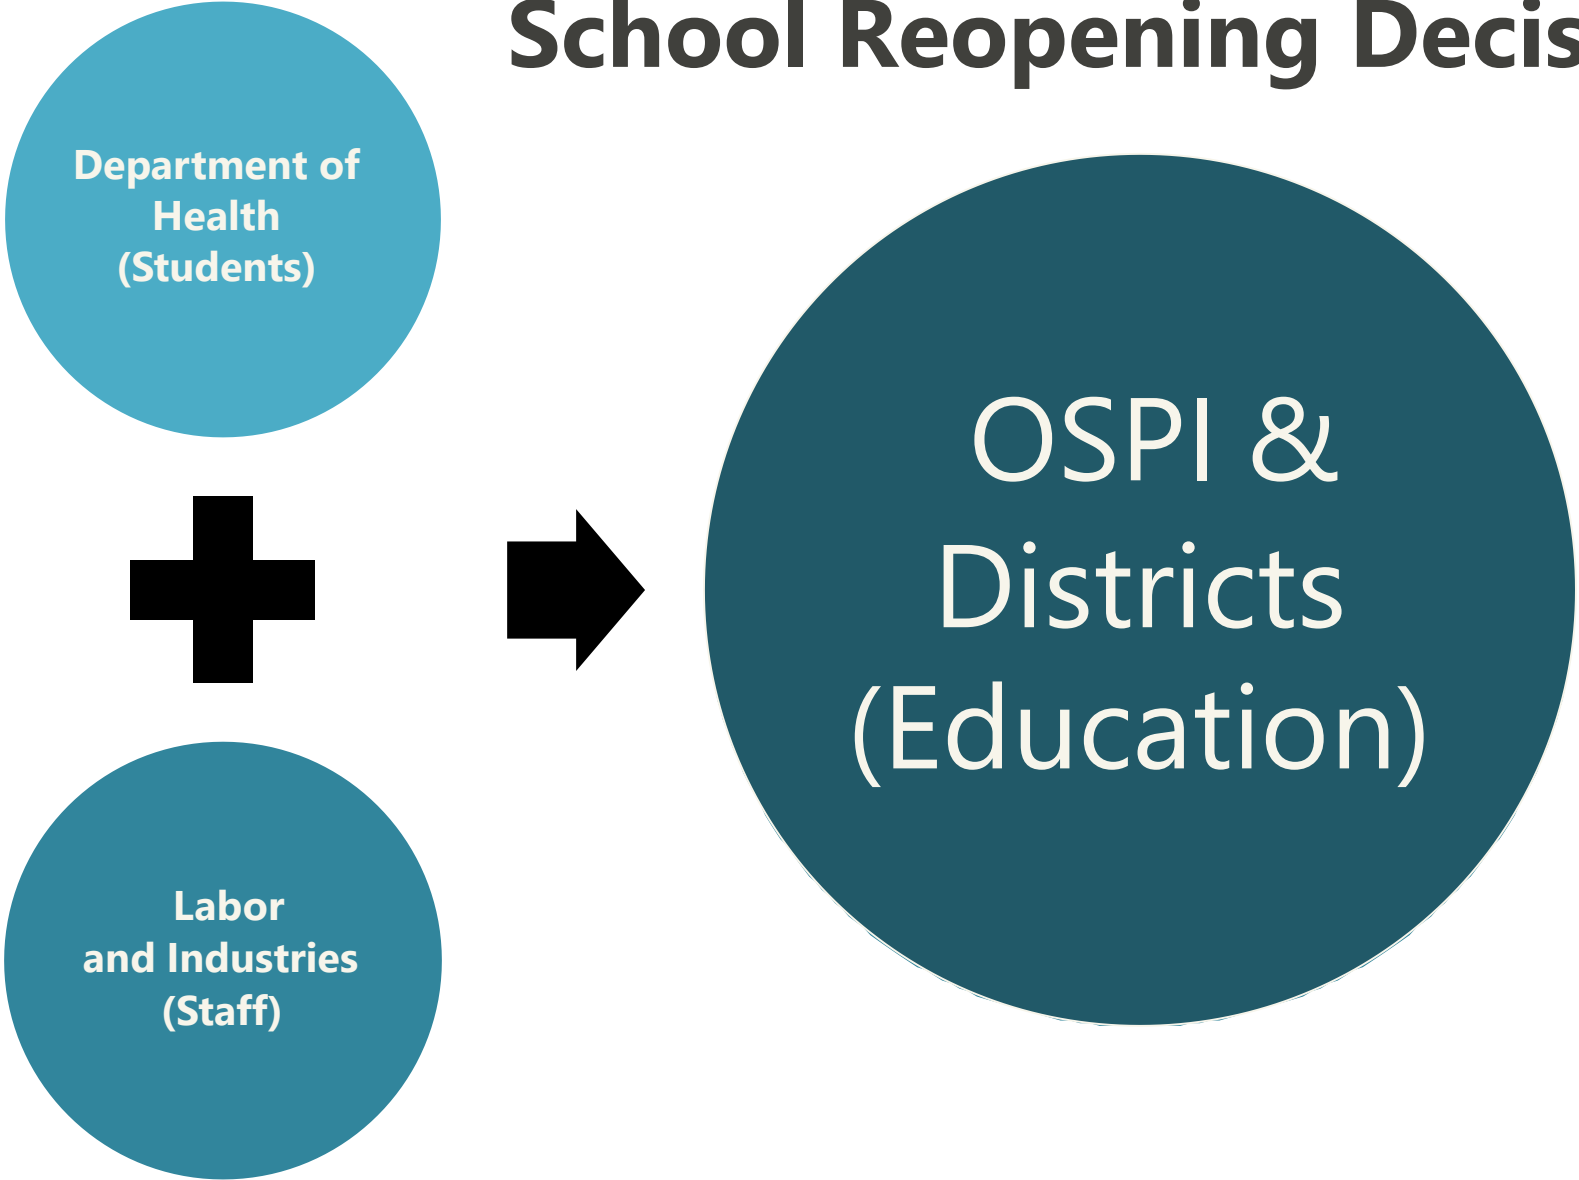 School Reopening Decis
Department of
Health
(Students)
Labor
and Industries
(Staff)
OSPI &
Districts
(Education)